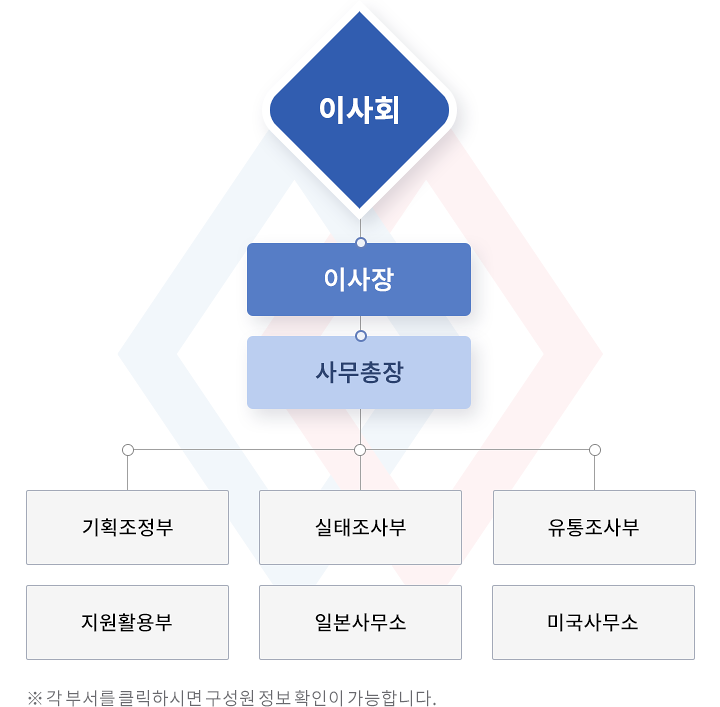 이사회
이사장
사무총장
기획조정부
실태조사부
유통조사부
지원활용부
일본사무소
미국사무소
※ 각 부서를 클릭하시면 구성원 정보 확인이 가능합니다.